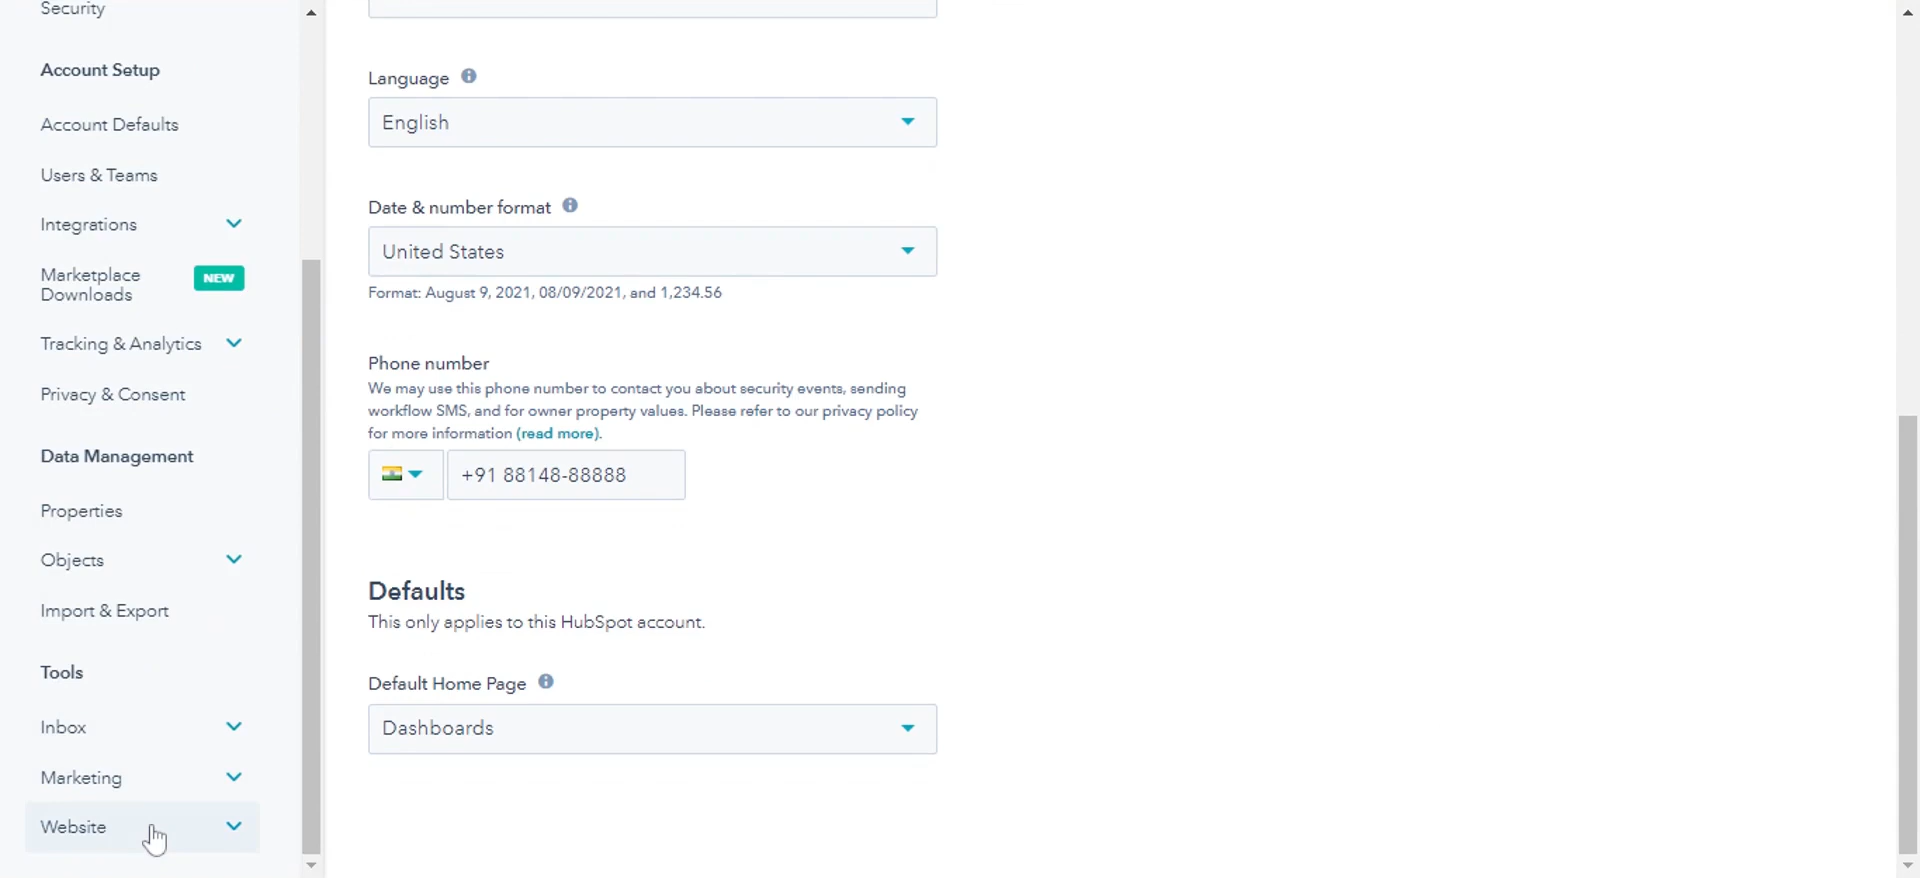 Security
Account Setup
Account Defaults
Users & Teams
Integrations
Marketplace
Downloads
NEW
Tracking & Analytics
Privacy & Consent
Data Management
Properties
Objects
Import & Export
Tools
Inbox
Marketing
Website
Language
English
Date & number format
United States
Format: August 9, 2021, 08/09/2021, and 1,234.56
Phone number
We may use this phone number to contact you about security events, sending
workflow SMS, and for owner property values. Please refer to our privacy policy
for more information (read more).
+91 88148-88888
Defaults
This only applies to this HubSpot account.
Default Home Page
Dashboards